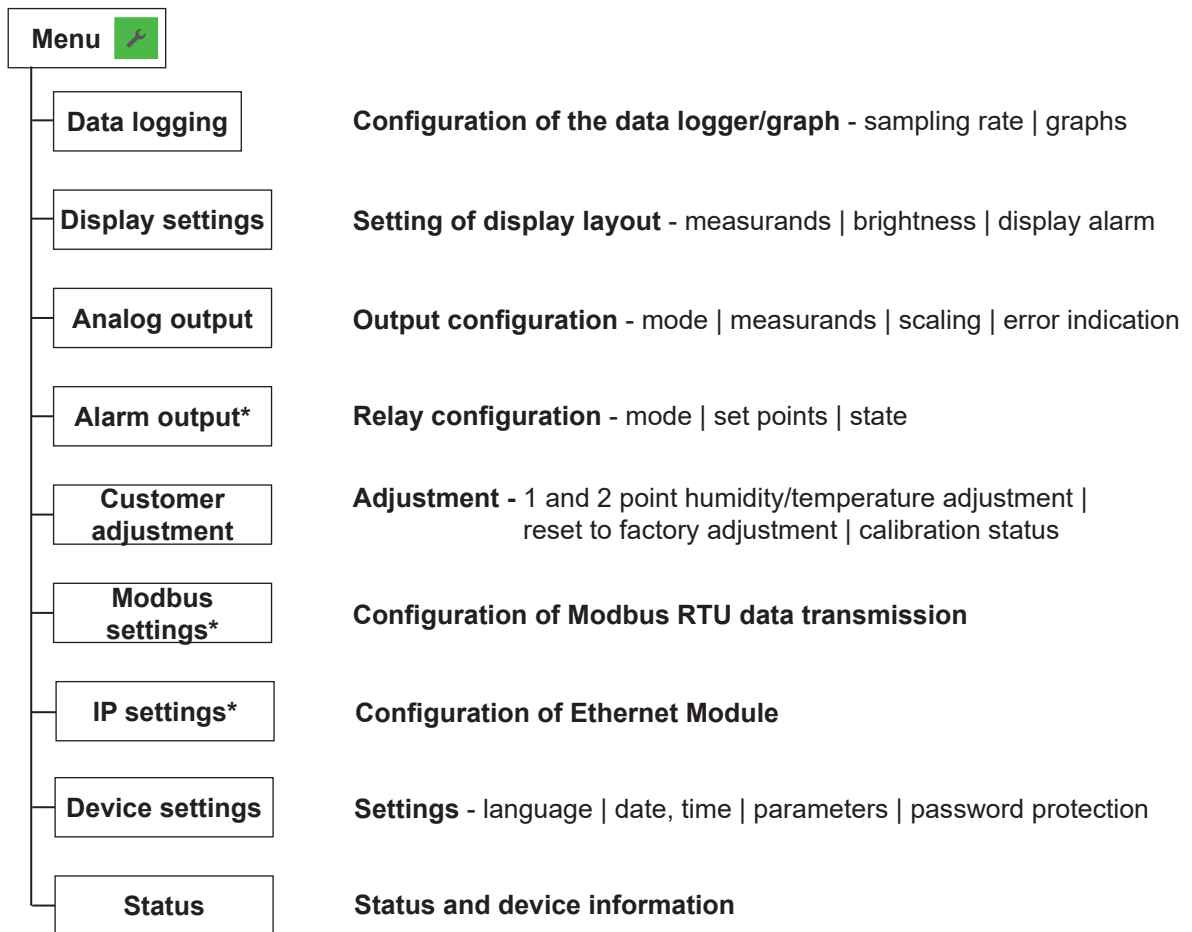 Menu
Data logging
Configuration of the data logger/graph - sampling rate | graphs
Display settings
Setting of display layout - measurands | brightness | display alarm
Analog output
Output configuration - mode | measurands | scaling | error indication
Alarm output*
Relay configuration - mode | set points | state
Customer
adjustment
Adjustment - 1 and 2 point humidity/temperature adjustment |
reset to factory adjustment | calibration status
Modbus
settings*
Configuration of Modbus RTU data transmission
IP settings*
Configuration of Ethernet Module
Device settings
Settings - language | date, time | parameters | password protection
Status
Status and device information